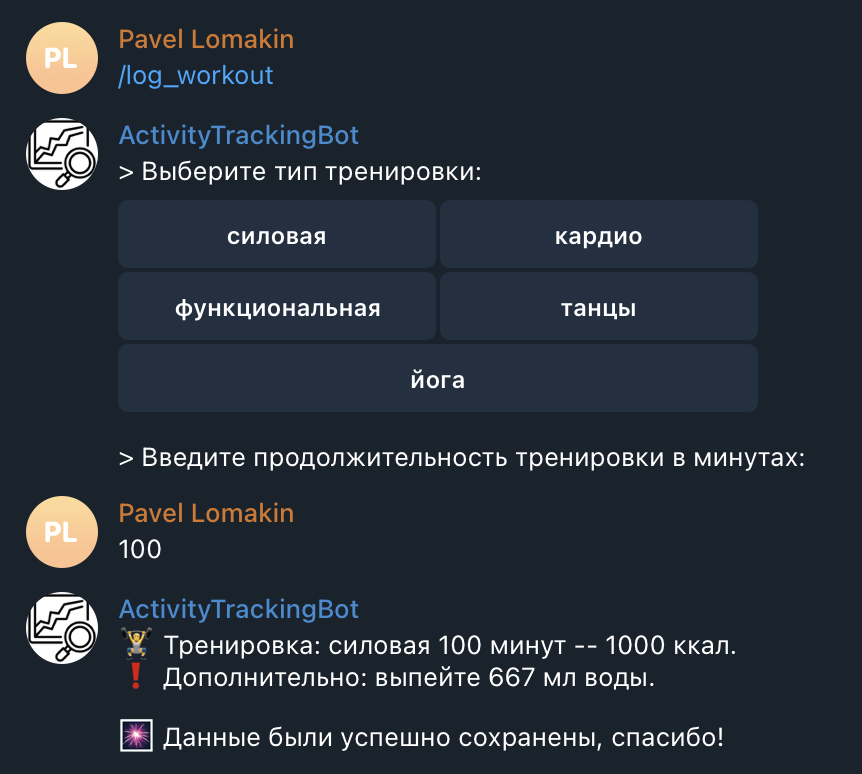 PL
Pavel Lomakin
/log_workout
ActivityTrackingBot
> Выберите тип тренировки:
силовая
кардио
функциональная
танцы
йога
> Введите продолжительность тренировки в минутах:
PL
Pavel Lomakin
100
ActivityTrackingBot
🏋️ Тренировка: силовая 100 минут -- 1000 ккал.
❗ Дополнительно: выпейте 667 мл воды.
🎆 Данные были успешно сохранены, спасибо!